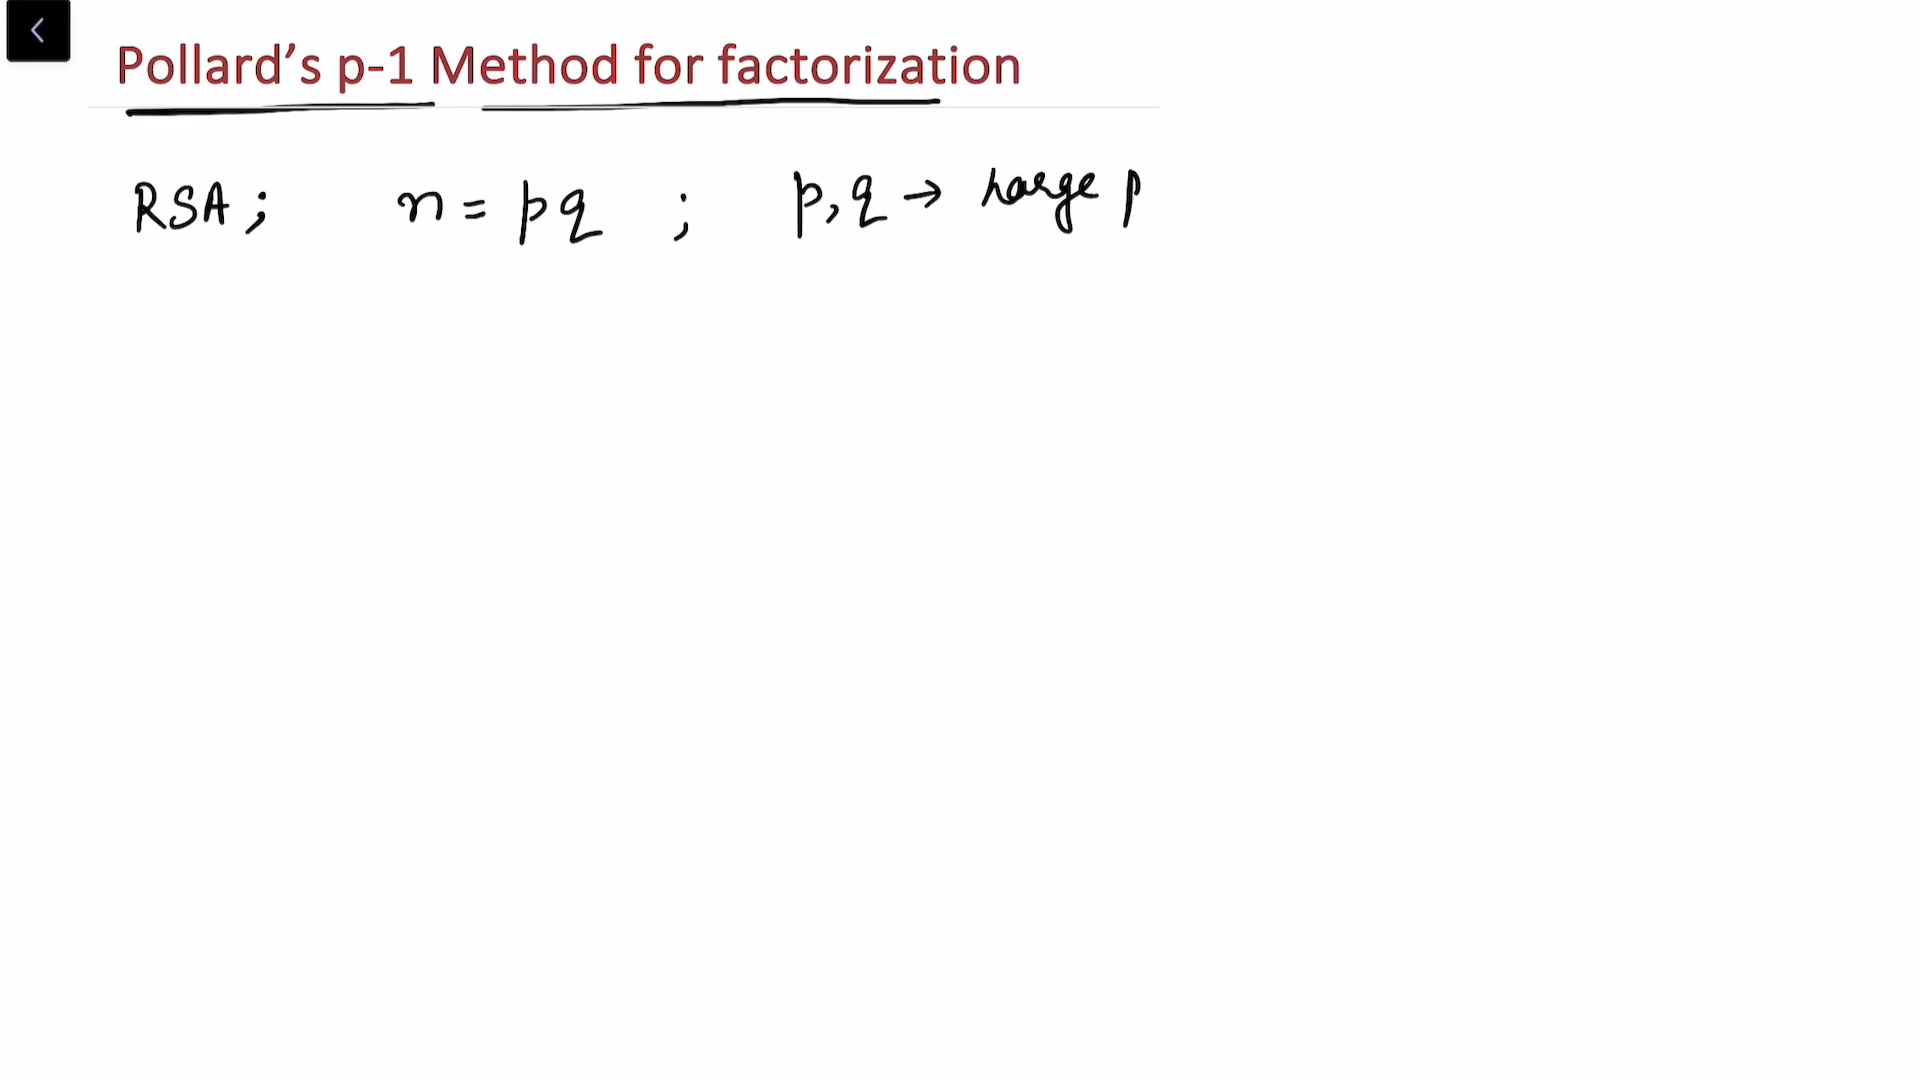 Pollard’s p-1 Method for factorization
RSA; n = pq ; p,q → large p